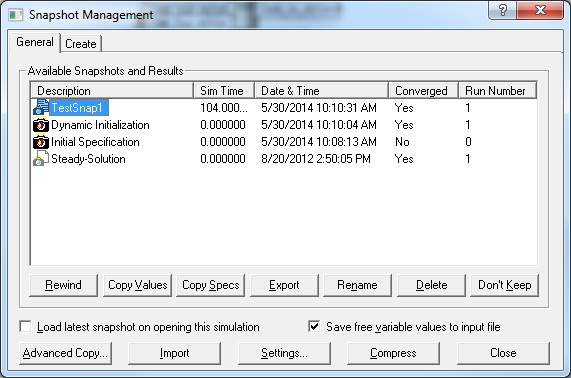 Snapshot Management
General Create
Available Snapshots and Results
Description Sim Time Date & Time Converged Run Number
TestSnap1 104.000... 5/30/2014 10:10:31 AM Yes 1
Dynamic Initialization 0.000000 5/30/2014 10:10:04 AM Yes 1
Initial Specification 0.000000 5/30/2014 10:08:13 AM No 0
Steady-Solution 0.000000 8/20/2012 2:50:05 PM Yes 1
Rewind Copy Values Copy Specs Export Rename Delete Don't Keep
Load latest snapshot on opening this simulation Save free variable values to input file
Advanced Copy... Import Settings... Compress Close